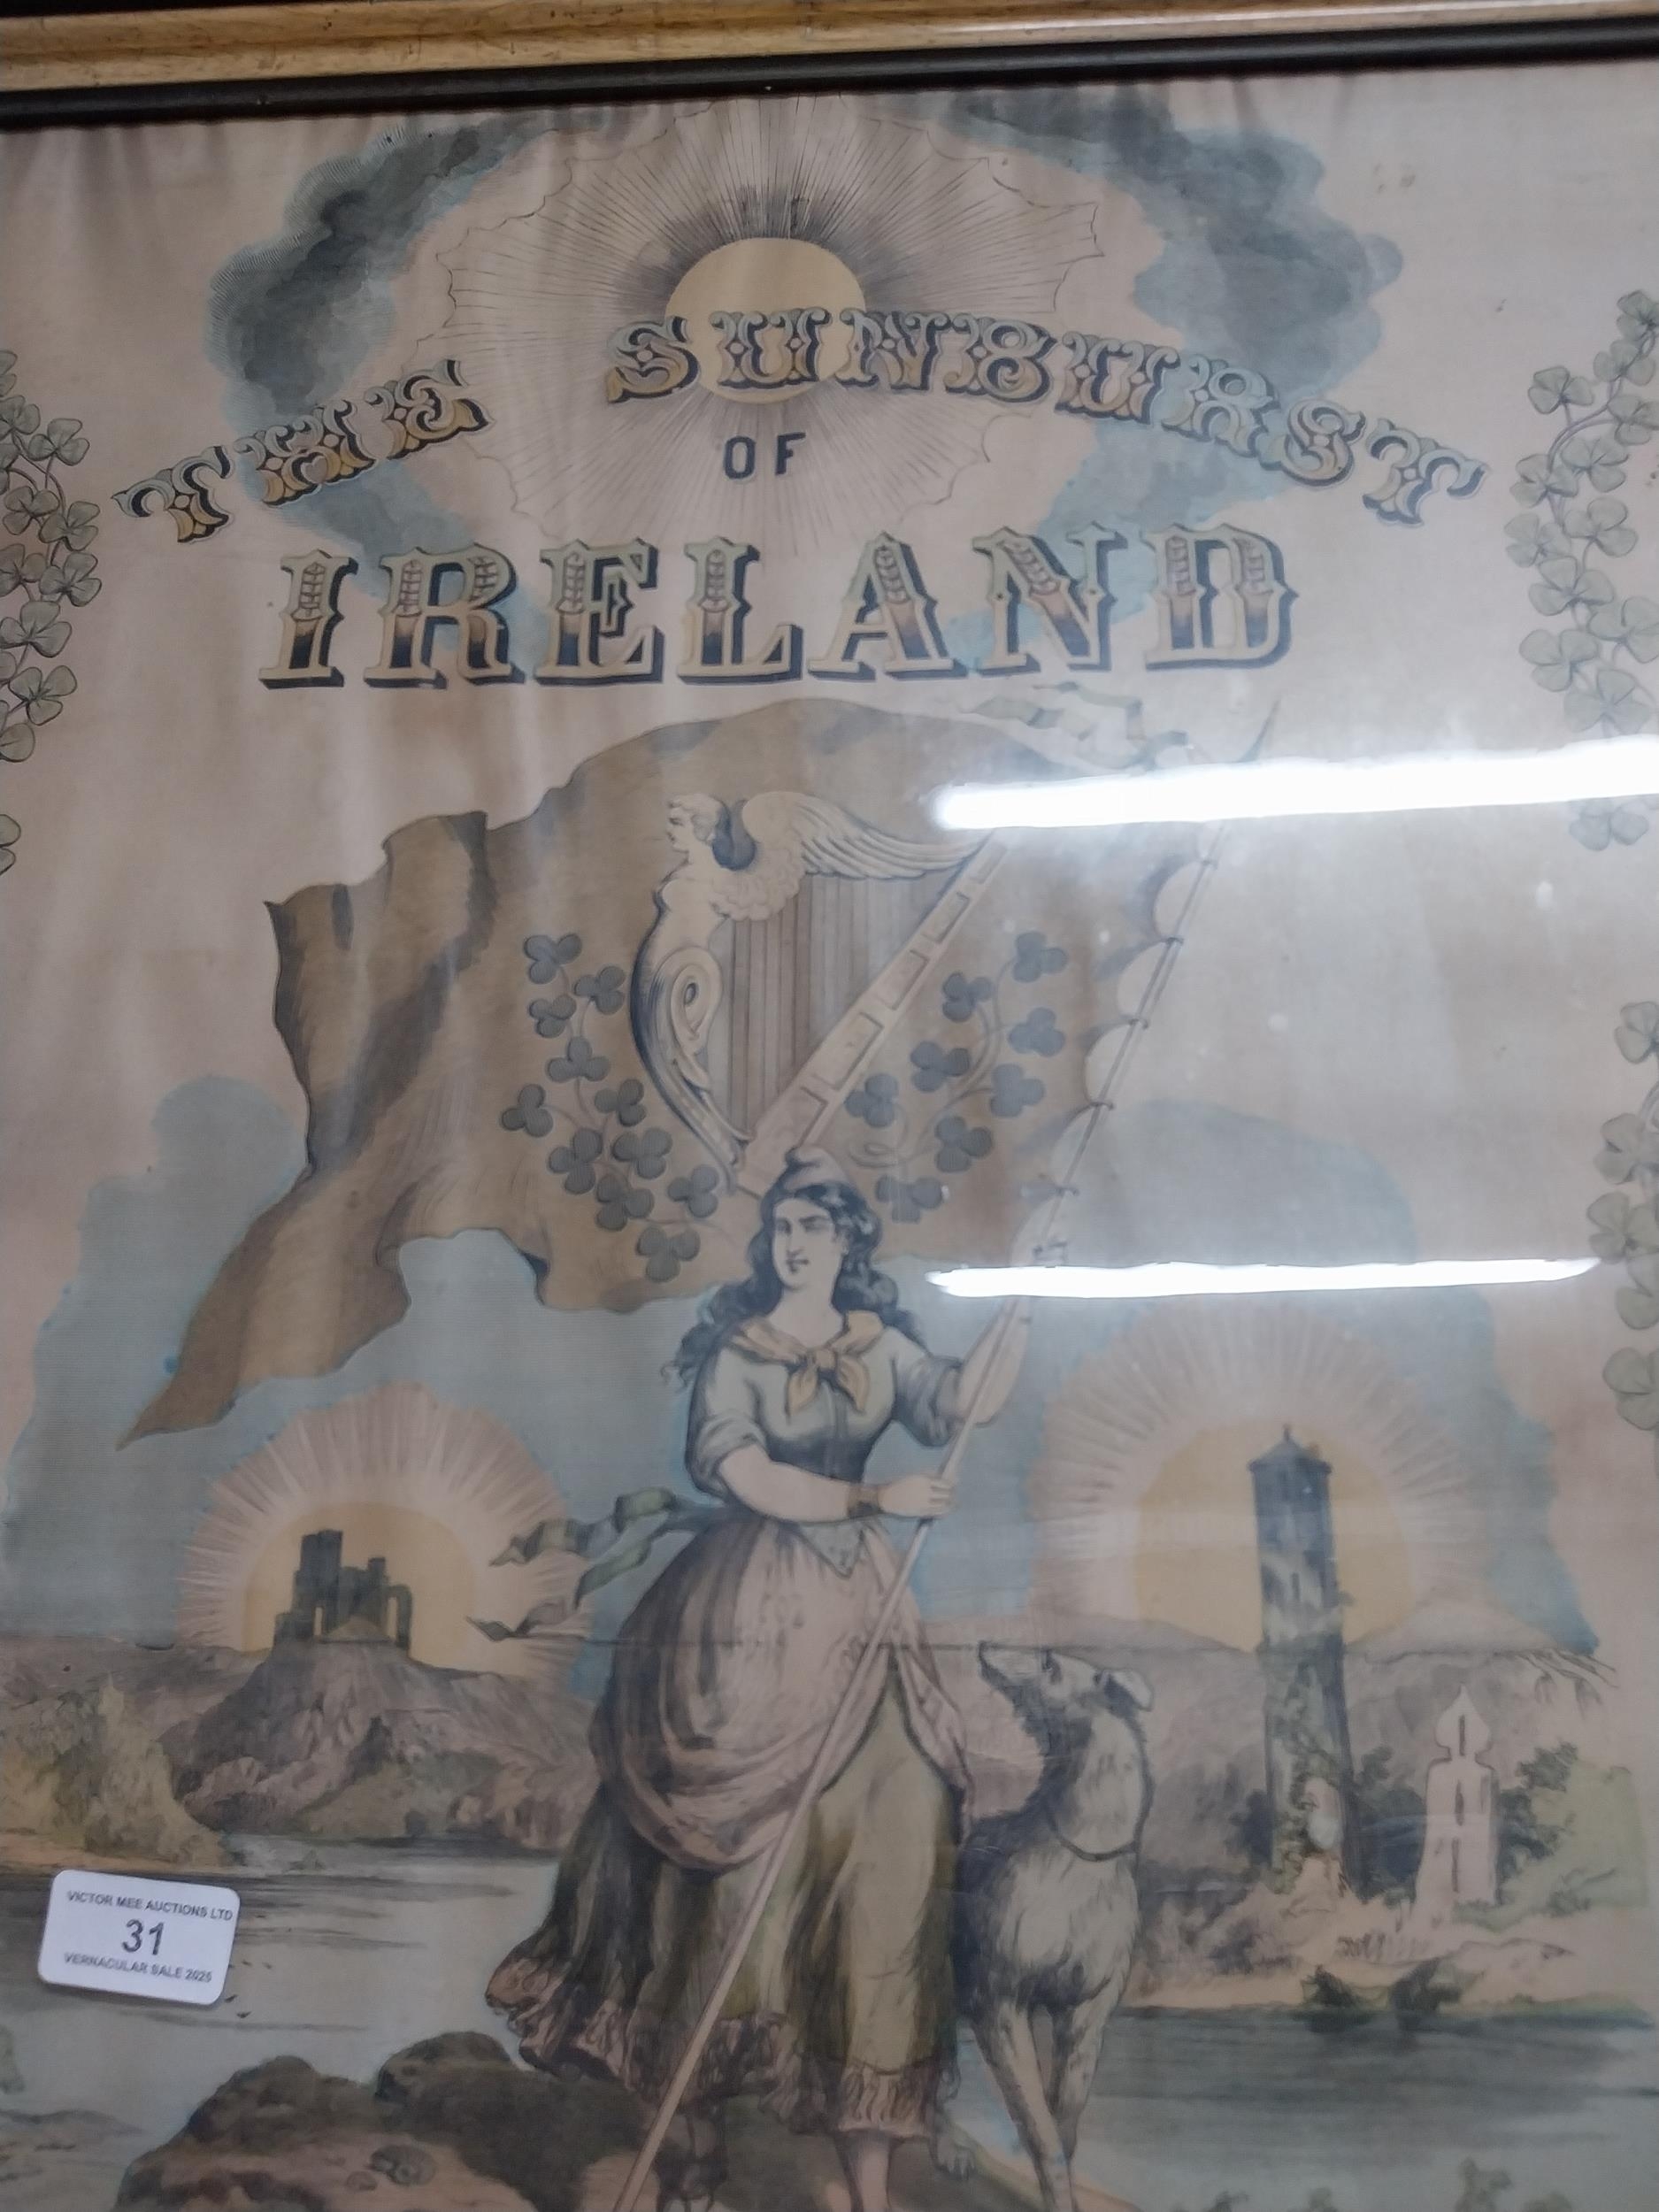 THE SUNBURST
OF
IRELAND
VICTOR MEE AUCTIONS LTD
31
VERNACULAR SALE 2025